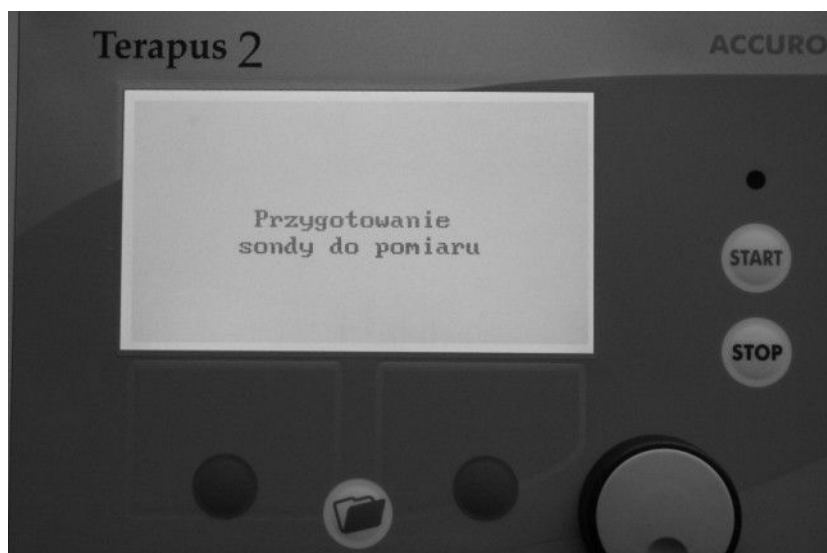 Terapus 2
ACCURO
Przygotowanie
sondy do pomiaru
START
STOP